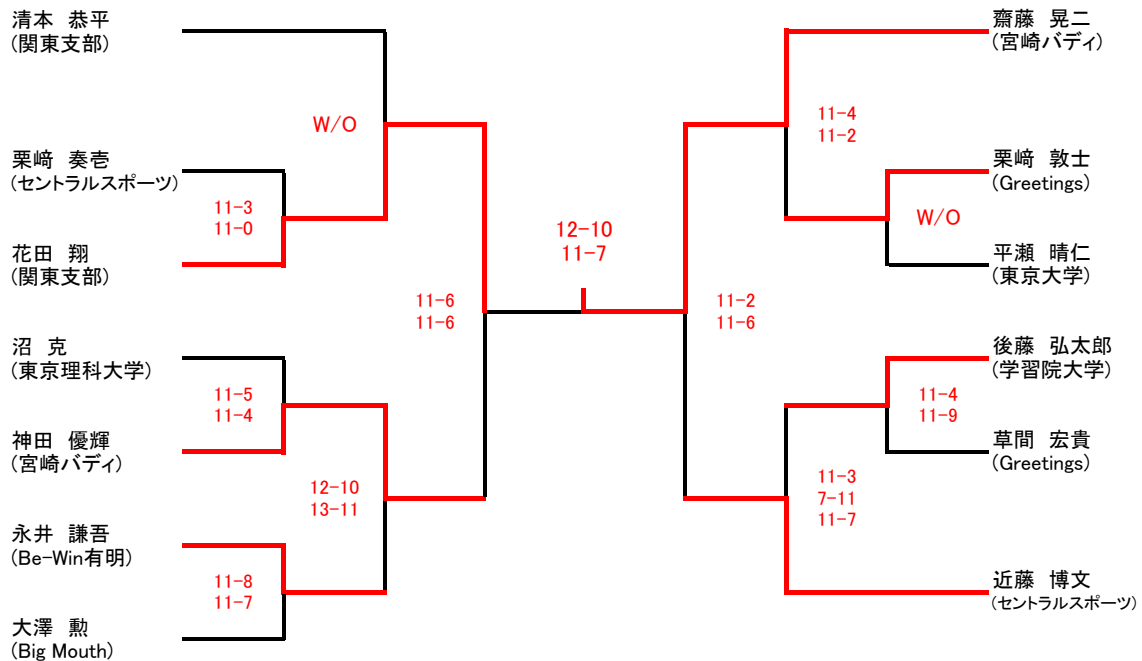 清本 恭平
(関東支部)
W/O
栗﨑 奏壱
(セントラルスポーツ)
11-3
11-0
花田 翔
(関東支部)
11-6
11-6
沼 克
(東京理科大学)
11-5
11-4
神田 優輝
(宮崎バディ)
12-10
13-11
永井 謙吾
(Be-Win有明)
11-8
11-7
大澤 勲
(Big Mouth)
12-10
11-7
齋藤 晃二
(宮崎バディ)
11-4
11-2
栗﨑 敦士
(Greetings)
W/O
平瀬 晴仁
(東京大学)
11-2
11-6
後藤 弘太郎
(学習院大学)
11-4
11-9
草間 宏貴
(Greetings)
11-3
7-11
11-7
近藤 博文
(セントラルスポーツ)